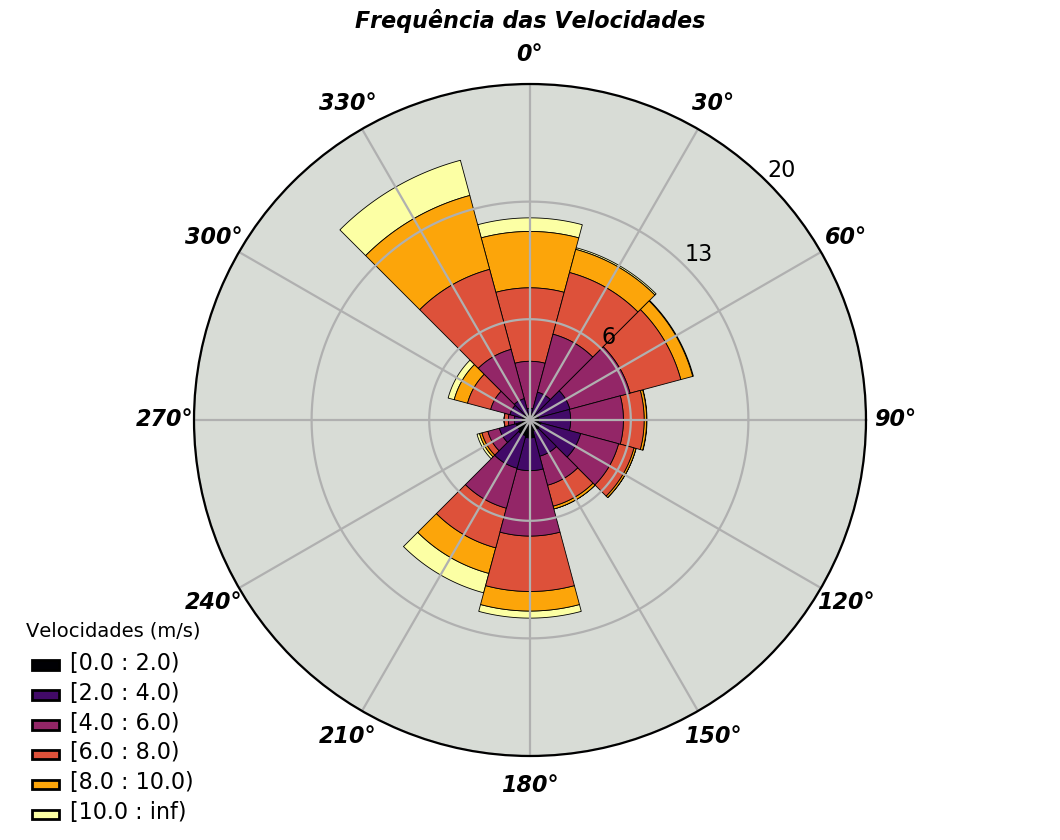 Frequência das Velocidades
0°
330°
30°
20
300°
60°
13
6
270°
90°
240°
120°
210°
150°
180°
Velocidades (m/s)
[0.0 : 2.0)
[2.0 : 4.0)
[4.0 : 6.0)
[6.0 : 8.0)
[8.0 : 10.0)
[10.0 : inf)